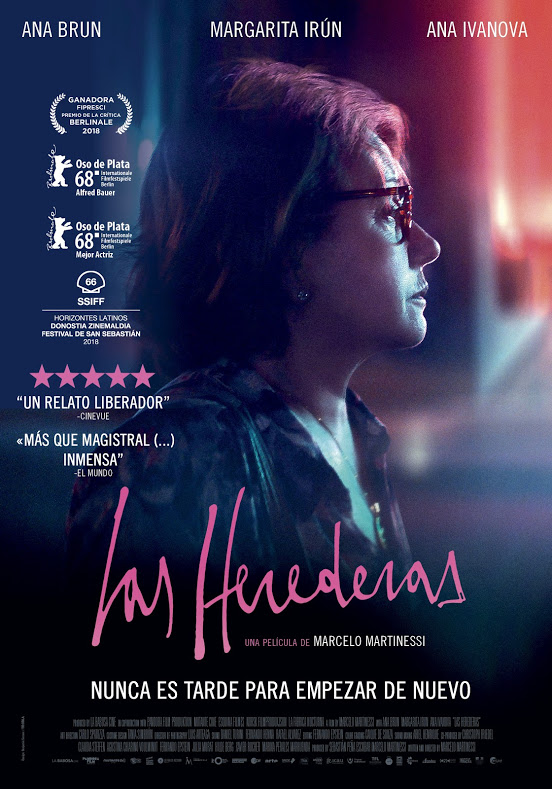 ANA BRUN
MARGARITA IRÚN
ANA IVANOVA
GANADORA
FIPRESCI
PREMIO DE LA CRÍTICA
BERLINALE
2018
Oso de Plata
68 Internationale
Filmfestspiele
Berlin
Alfred Bauer
Oso de Plata
68 Internationale
Filmfestspiele
Berlin
Mejor Actriz
66
SSIFF
HORIZONTES LATINOS
DONOSTIA ZINEMALDIA
FESTIVAL DE SAN SEBASTIÁN
2018
“UN RELATO LIBERADOR”
-CINEVUE
«MÁS QUE MAGISTRAL (...)
INMENSA”
-EL MUNDO
Las Herederas
UNA PELÍCULA DE MARCELO MARTINESSI
NUNCA ES TARDE PARA EMPEZAR DE NUEVO